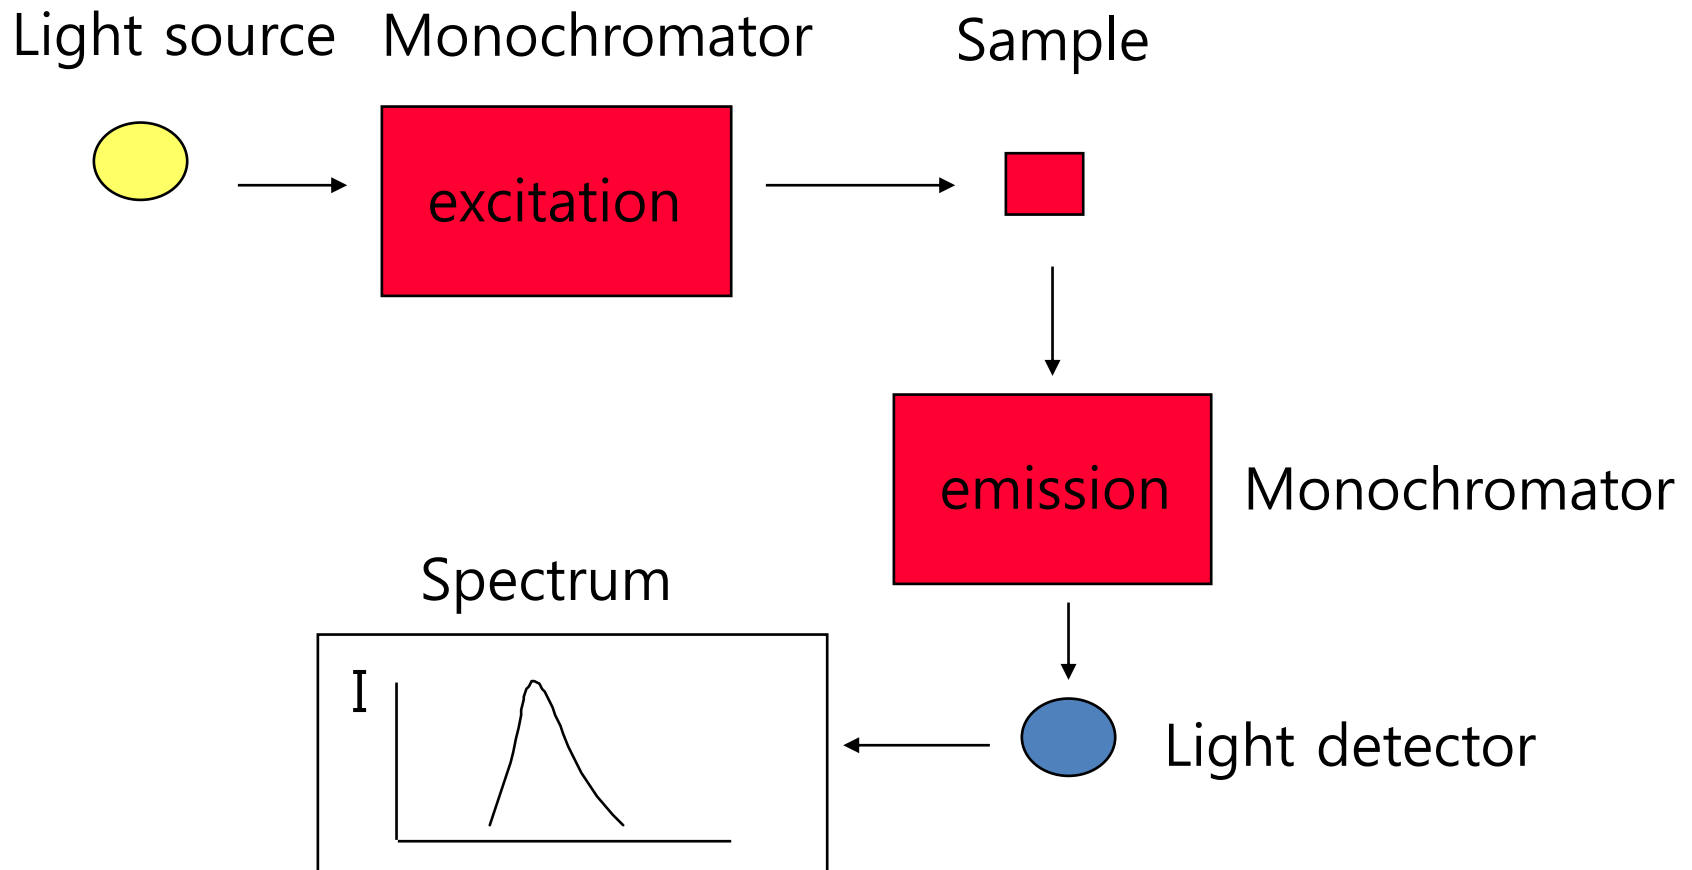 Light source
Monochromator
Sample
excitation
emission
Monochromator
Spectrum
I
Light detector